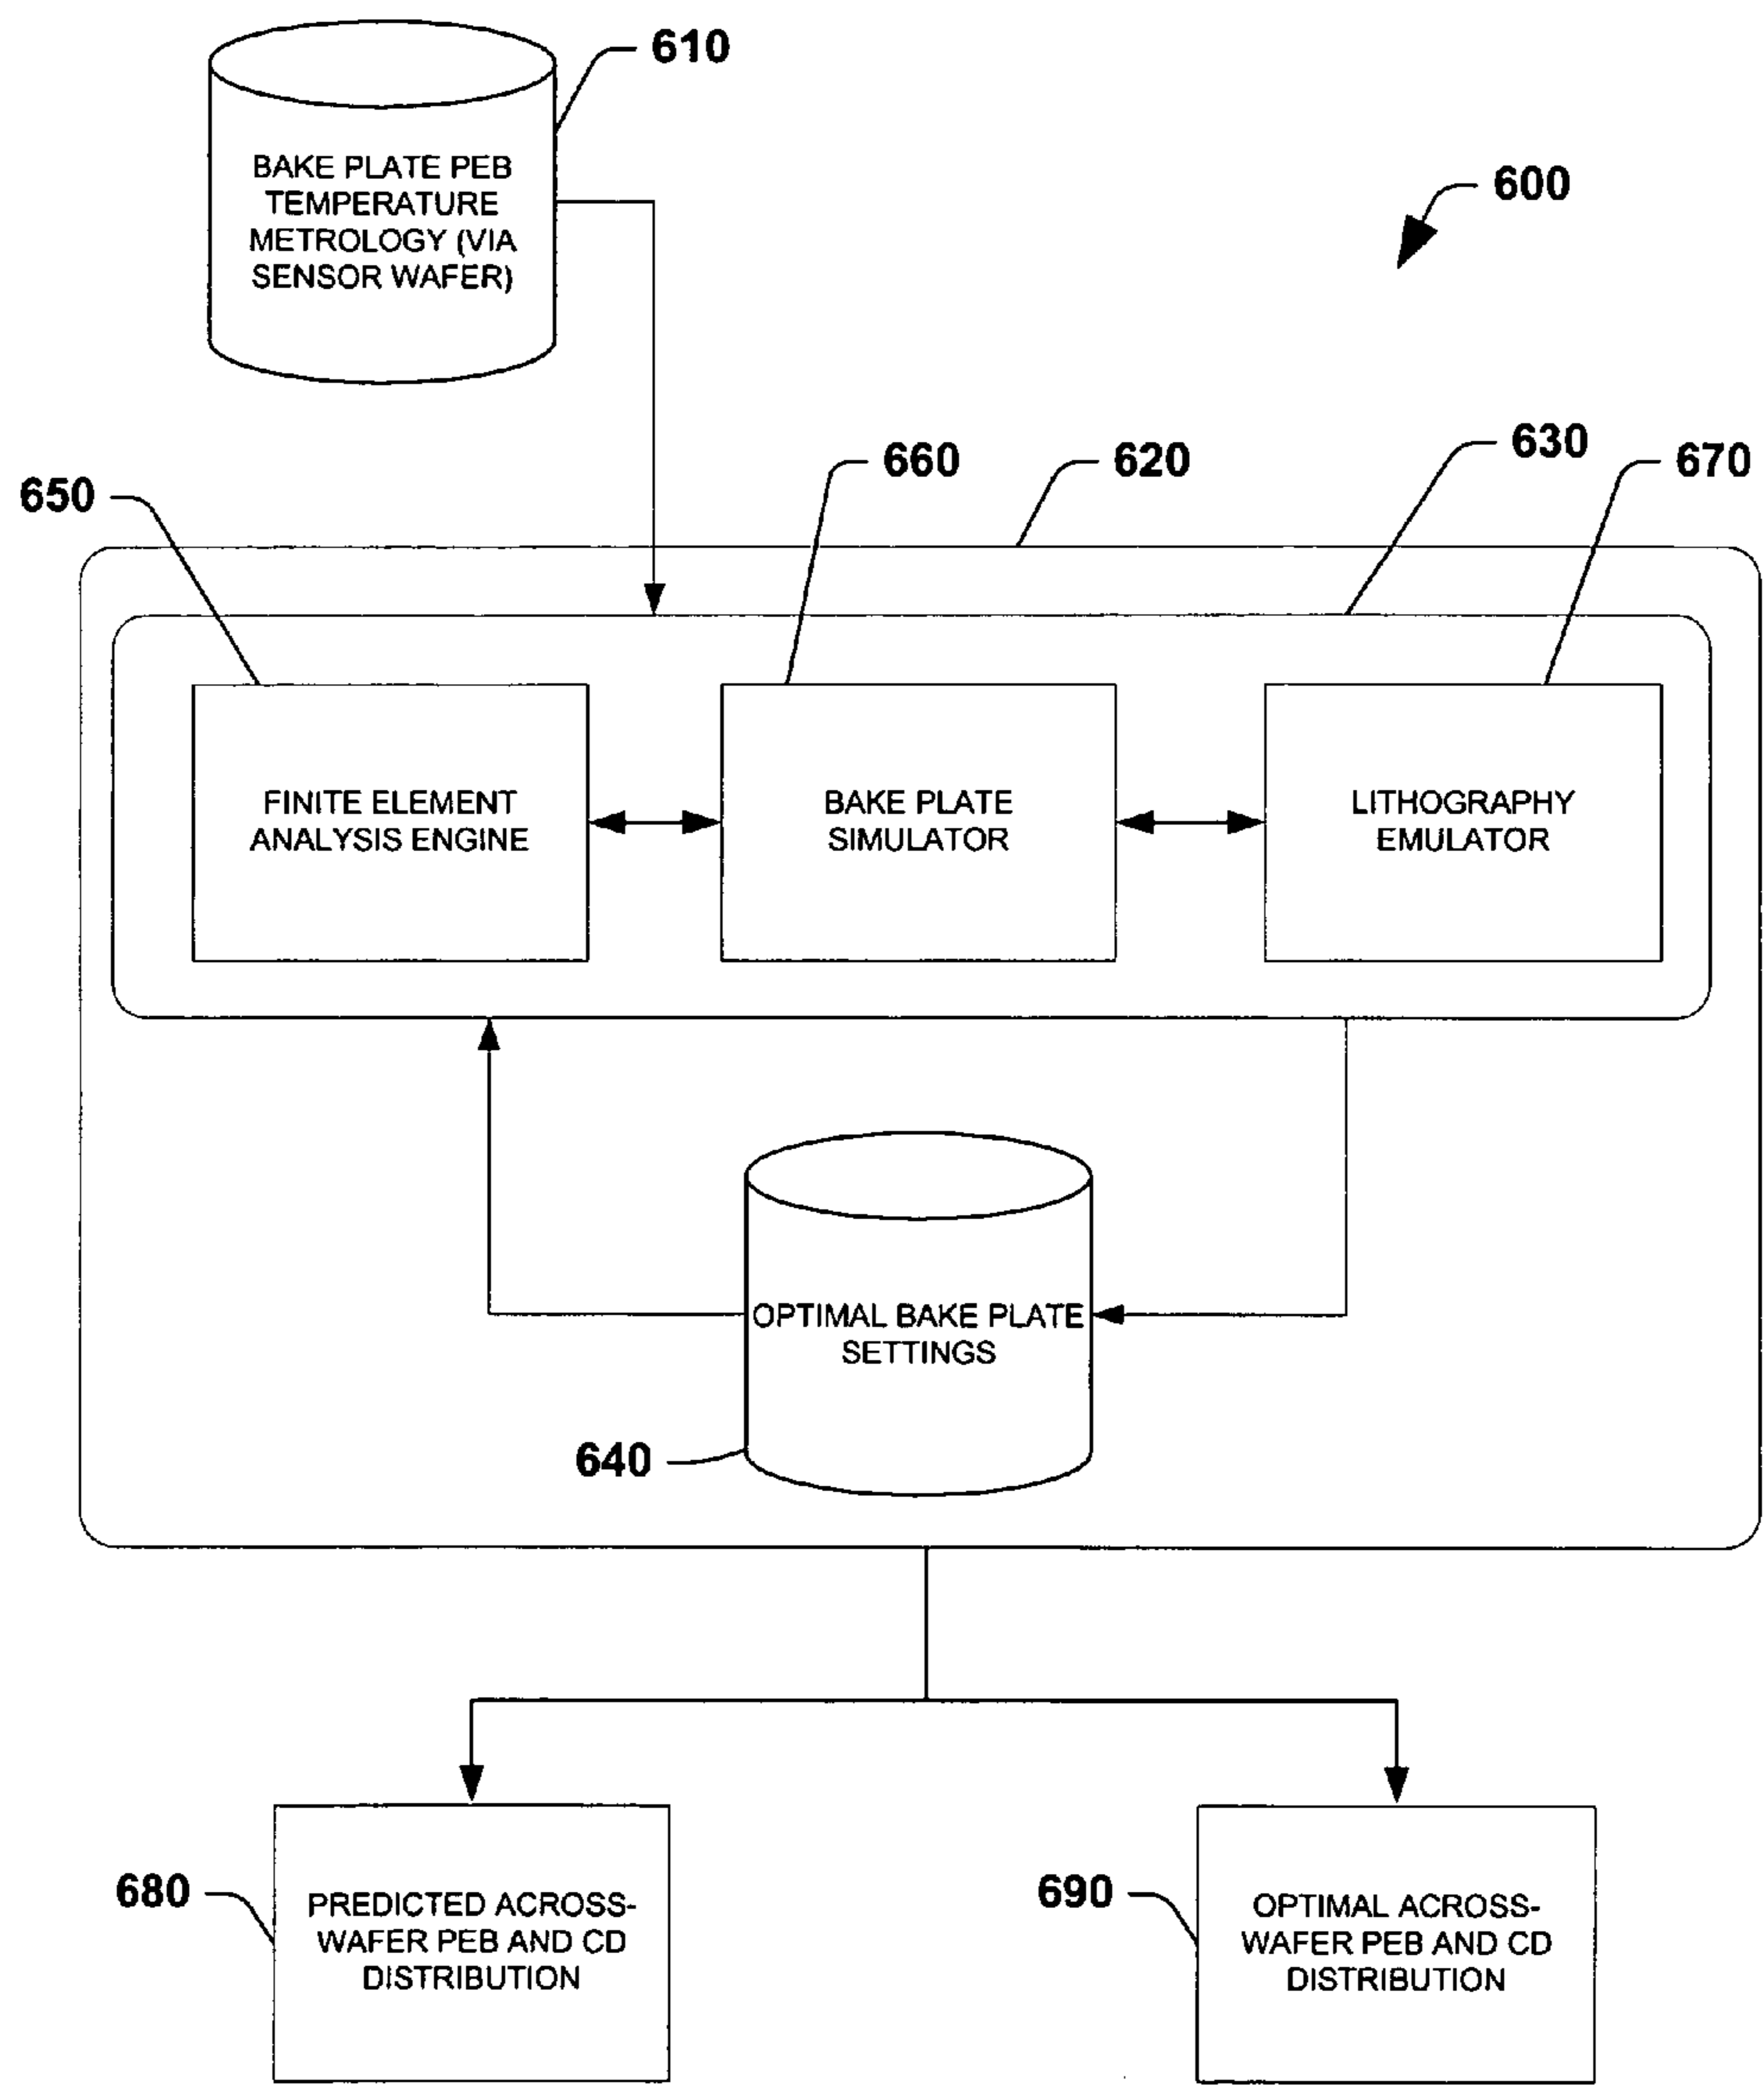 610
BAKE PLATE PEB
TEMPERATURE
METROLOGY (VIA
SENSOR WAFER)
600
630
620
660
670
650
FINITE ELEMENT
ANALYSIS ENGINE
BAKE PLATE
SIMULATOR
LITHOGRAPHY
EMULATOR
OPTIMAL BAKE PLATE
SETTINGS
640
680
PREDICTED ACROSS-
WAFER PEB AND CD
DISTRIBUTION
690
OPTIMAL ACROSS-
WAFER PEB AND CD
DISTRIBUTION